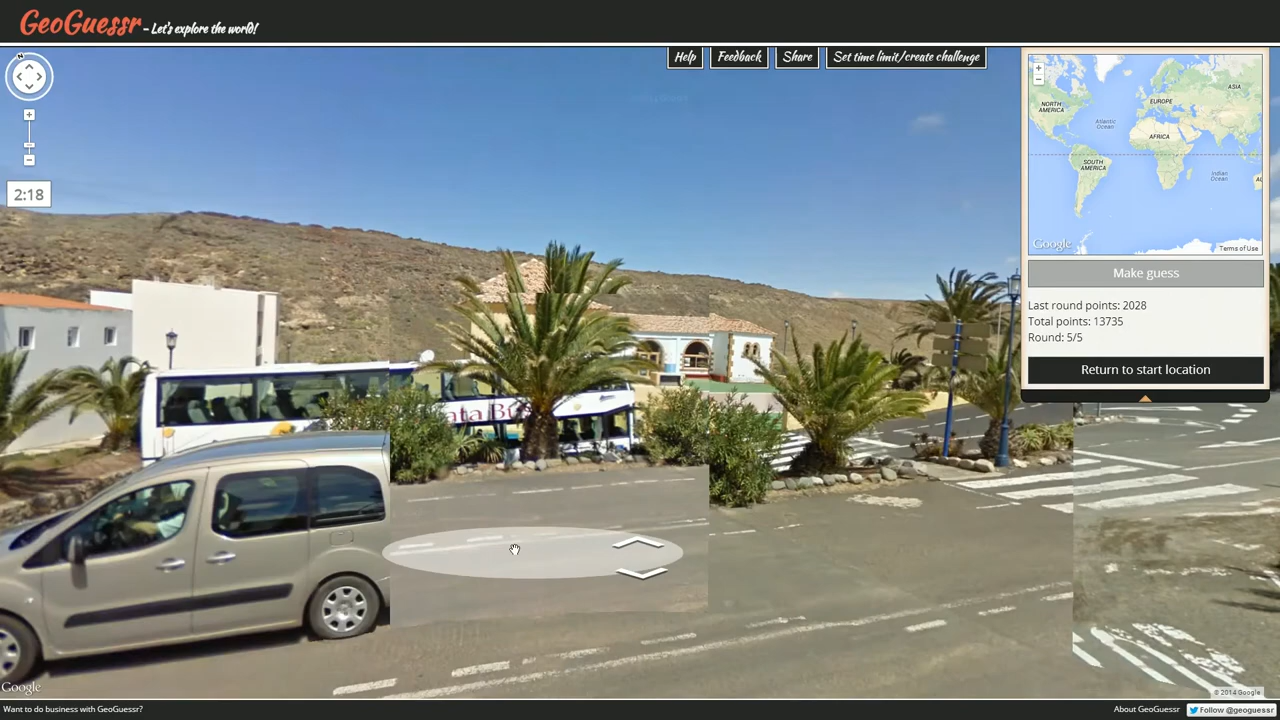 GeoGuessr - Let's explore the world!
Help
Feedback
Share
Set time limit/create challenge
N
2:18
NORTH AMERICA
Atlantic Ocean
EUROPE
ASIA
AFRICA
SOUTH AMERICA
Indian Ocean
AU
Google
Terms of Use
Make guess
Last round points: 2028
Total points: 13735
Round: 5/5
Return to start location
ata Bus
Google
© 2014 Google
Want to do business with GeoGuessr?
About GeoGuessr
Follow @geoguessr